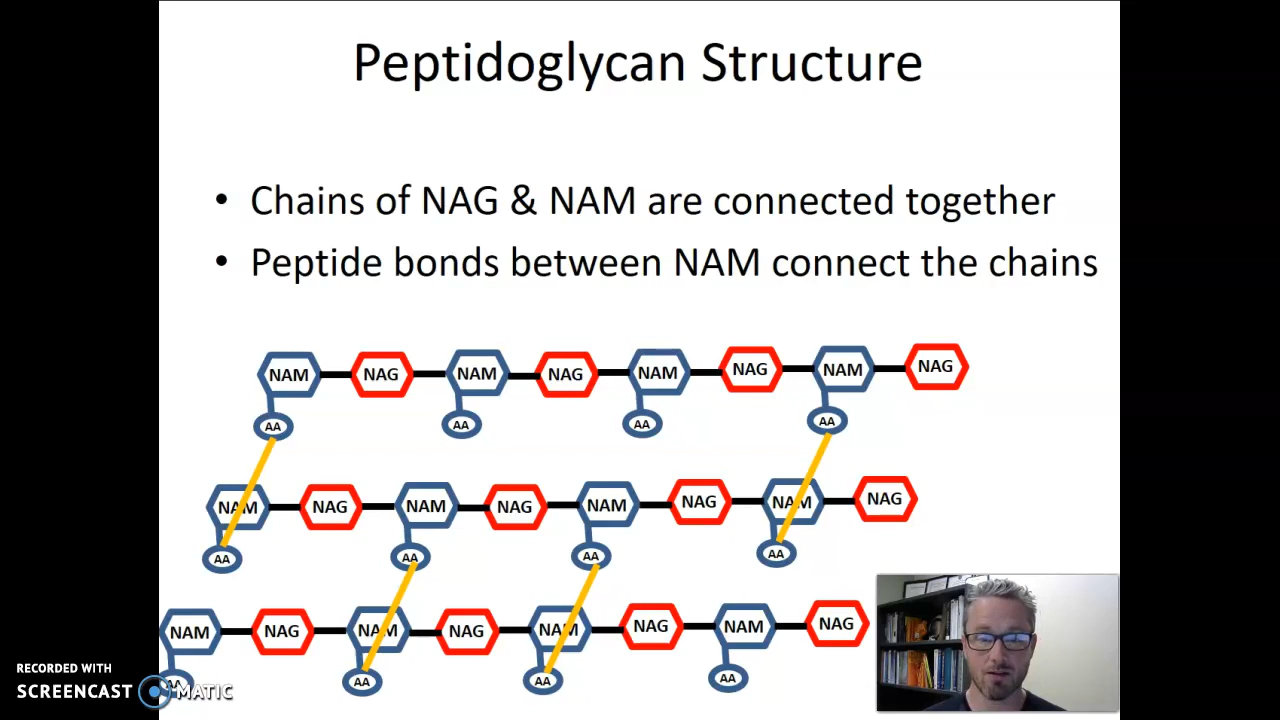 Peptidoglycan Structure
• Chains of NAG & NAM are connected together
• Peptide bonds between NAM connect the chains
NAM NAG NAM NAG NAM NAG NAM NAG
AA AA AA AA
NAM NAG NAM NAG NAM NAG NAM NAG
AA AA AA AA
NAM NAG NAM NAG NAM NAG NAM NAG
AA AA AA AA
RECORDED WITH
SCREENCAST MATIC